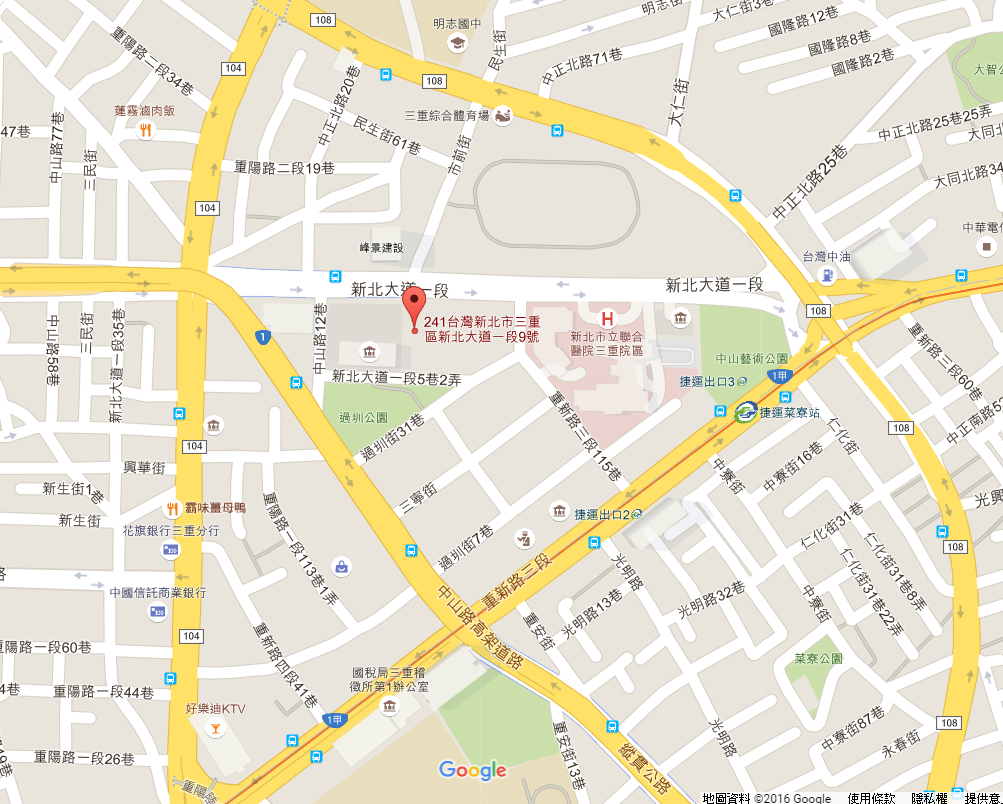 108
明志國中
民生街
明志街
大仁三巷
國隆路12巷
國隆路8巷
國隆路2巷
重陽路二段34巷
104
中正北路71巷
108
大智公
蓮霧滷肉飯
中正北路20巷
三重綜合體育場
大仁街
47巷
中山路77巷
三民街
民生街61巷
市前街
中正北路25巷25弄
大同北
中正北路25巷
大同北路34
重陽路二段19巷
104
中華電信
峰景建設
台灣中油
新北大道一段
新北大道一段
108
241台灣新北市三重
區新北大道一段9號
新北市立聯合
醫院三重院區
中山路58巷
三民街
新北大道一段35巷
1
中山路12巷
新北大道一段5巷2弄
中山藝術公園
捷運出口3
1甲
重新路三段60巷
捷運菜寮站
過圳公園
過圳街31巷
重新路三段115巷
仁化街
108
中正南路5
104
興華街
新生街1巷
新生街
霸味薑母鴨
花旗銀行三重分行
三寧街
中寮街
中寮街16巷
光興
捷運出口2
過圳街7巷
重陽路一段113巷1弄
仁化街31巷
仁化街31巷8弄
仁化街31巷22弄
108
重新路三段
光明路
中國信託商業銀行
中山路高架道路
光明路13巷
光明路32巷
中寮街
重安街
104
重新路四段41巷
路一段60巷
重陽路一段44巷
國稅局三重稽
徵所第1辦公室
菜寮公園
好樂迪KTV
1甲
108
光明路
中寮街87巷
永春街
重陽路一段26巷
重安街13巷
縱貫公路
重陽路
Google
地圖資料 ©2016 Google 使用條款 隱私權 提供意